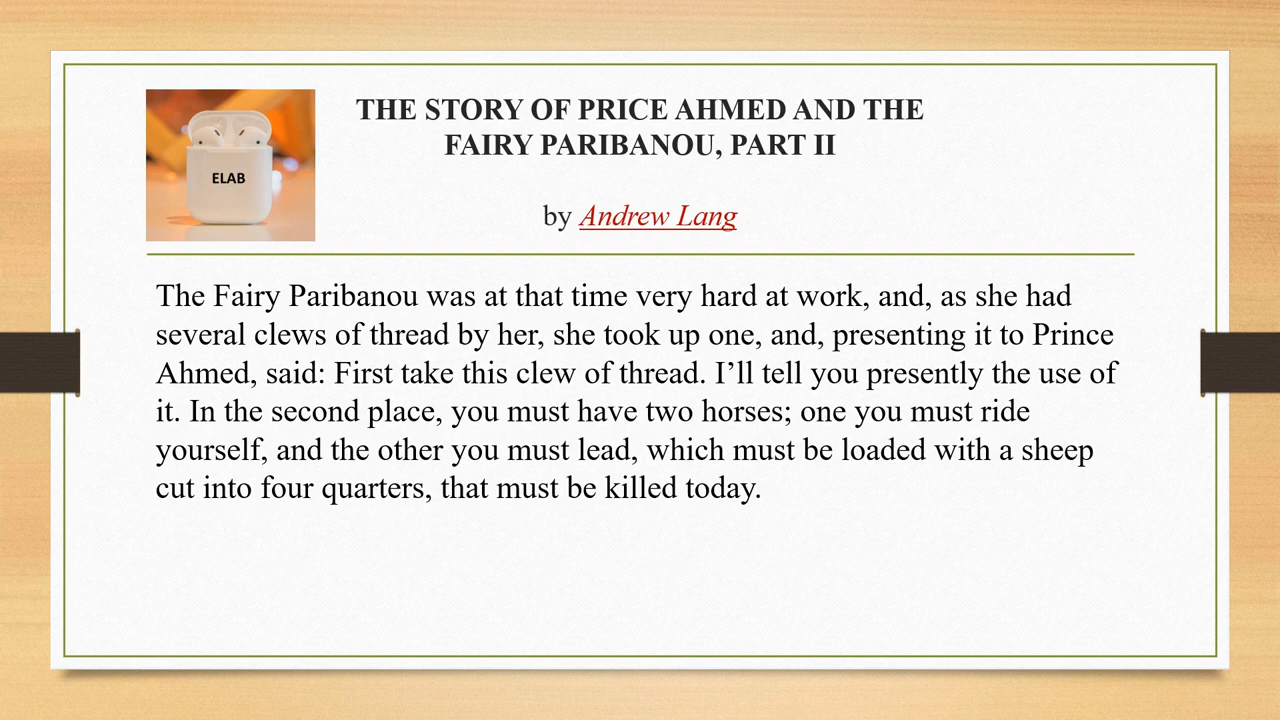 ELAB
THE STORY OF PRICE AHMED AND THE
FAIRY PARIBANOU, PART II
by Andrew Lang
The Fairy Paribanou was at that time very hard at work, and, as she had
several clews of thread by her, she took up one, and, presenting it to Prince
Ahmed, said: First take this clew of thread. I’ll tell you presently the use of
it. In the second place, you must have two horses; one you must ride
yourself, and the other you must lead, which must be loaded with a sheep
cut into four quarters, that must be killed today.